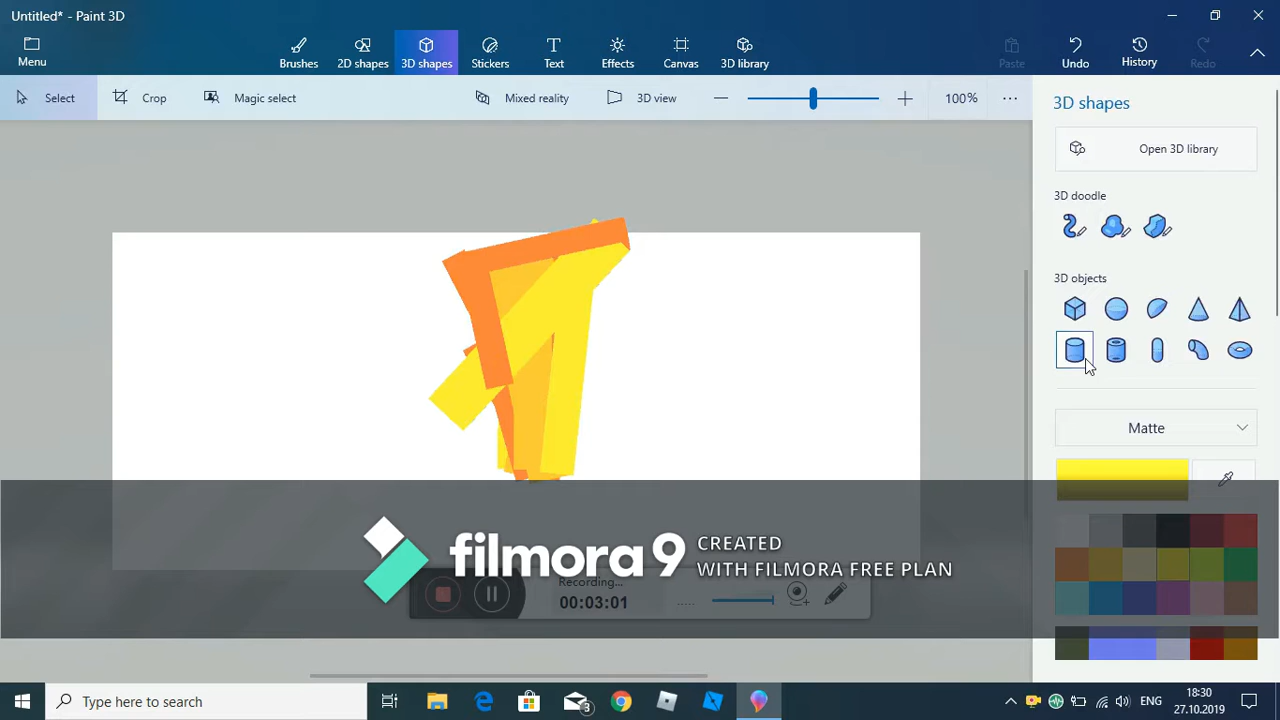 Untitled* - Paint 3D
Menu
Brushes
2D shapes
3D shapes
Stickers
Text
Effects
Canvas
3D library
Paste
Undo
History
Redo
Select
Crop
Magic select
Mixed reality
3D view
100%
3D shapes
Open 3D library
3D doodle
3D objects
Matte
filmora9
CREATED
WITH FILMORA FREE PLAN
Recording...
00:03:01
Type here to search
3
ENG
18:30
27.10.2019